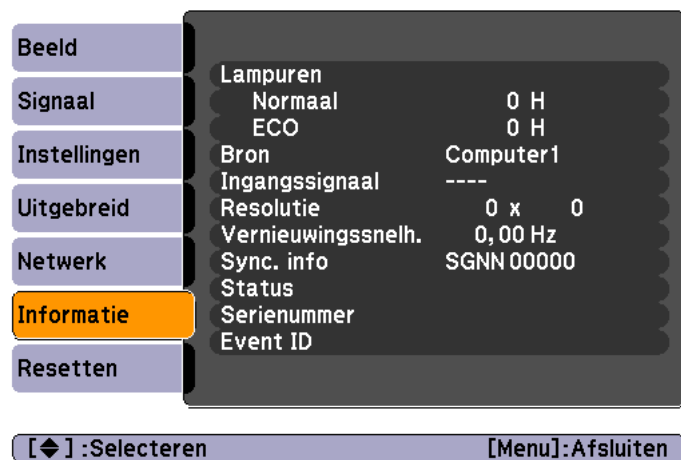 Beeld
Signaal
Instellingen
Uitgebreid
Netwerk
Informatie
Resetten
Lampuren
Normaal 0 H
ECO 0 H
Bron Computer1
Ingangssignaal ----
Resolutie 0 x 0
Vernieuwingssnelh. 0,00 Hz
Sync. info SGNN 00000
Status
Serienummer
Event ID
[◆] :Selecteren [Menu]:Afsluiten